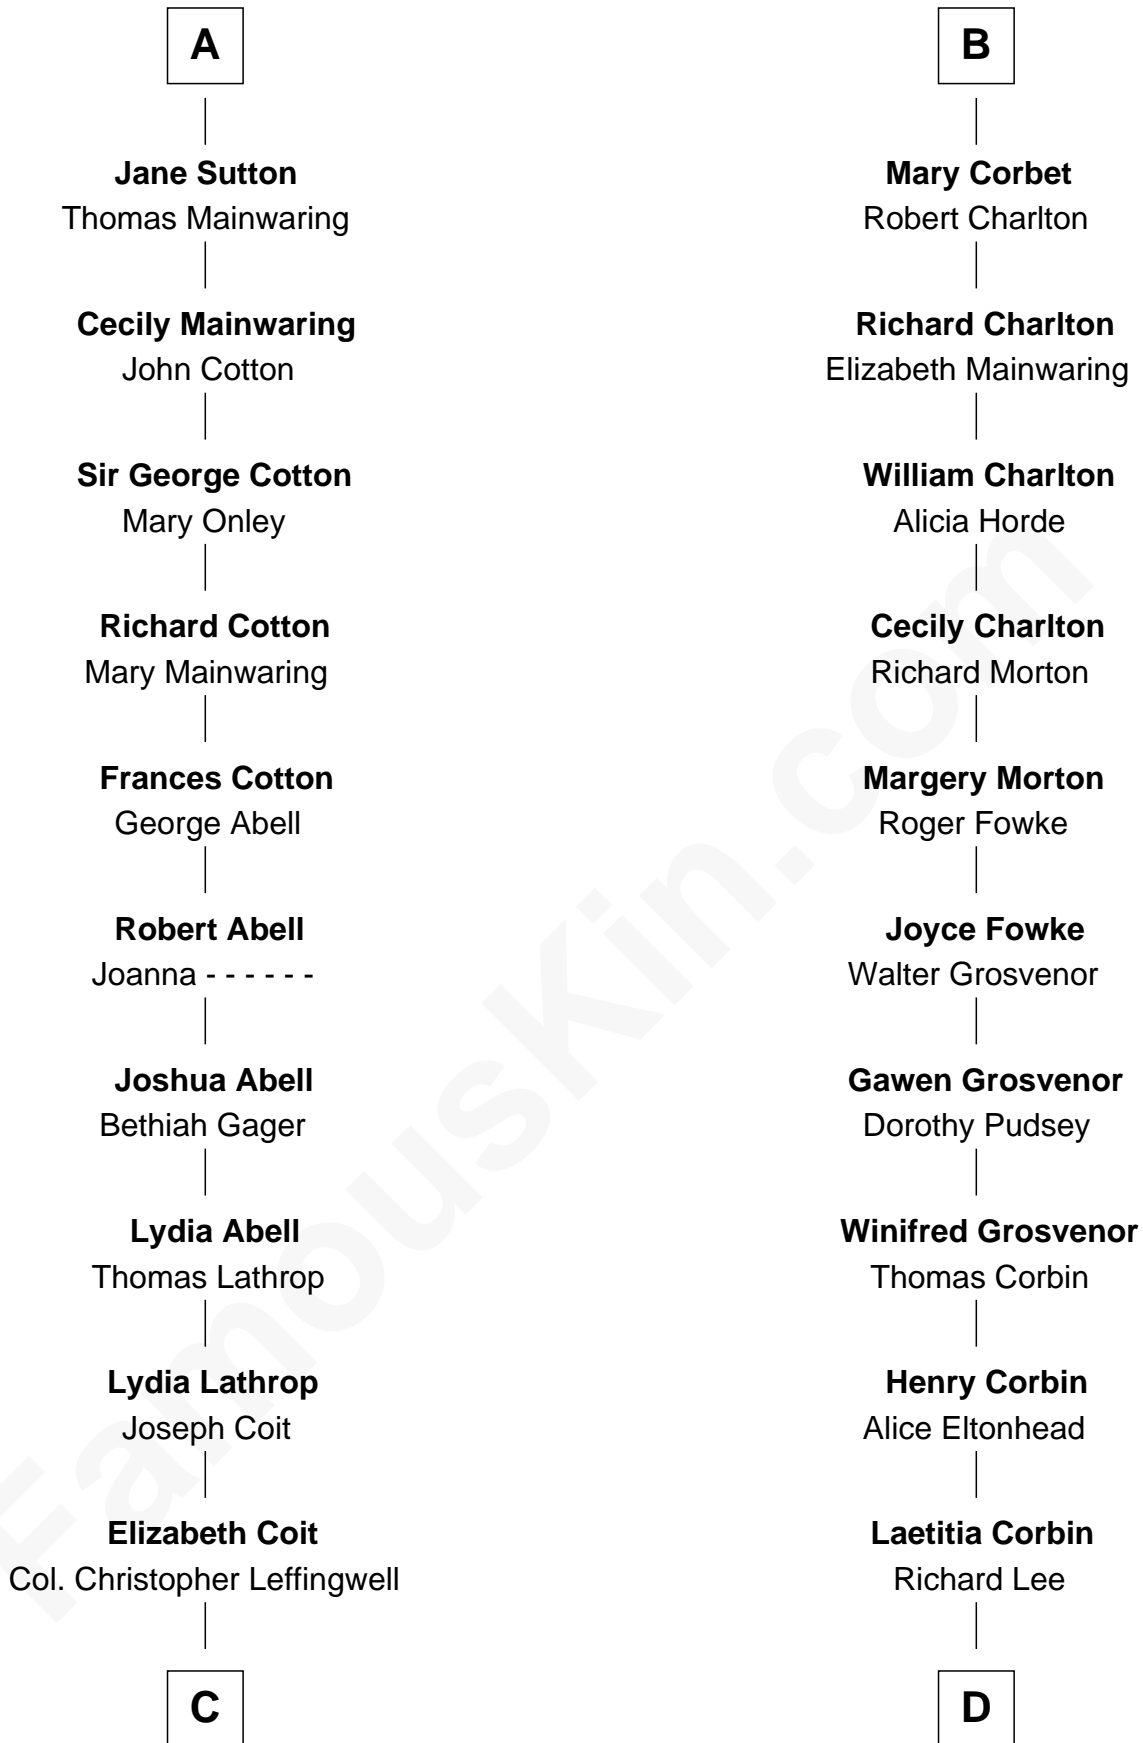 A
Jane Sutton
Thomas Mainwaring
Cecily Mainwaring
John Cotton
Sir George Cotton
Mary Onley
Richard Cotton
Mary Mainwaring
Frances Cotton
George Abell
Robert Abell
Joanna - - - - - -
Joshua Abell
Bethiah Gager
Lydia Abell
Thomas Lathrop
Lydia Lathrop
Joseph Coit
Elizabeth Coit
Col. Christopher Leffingwell
C
B
Mary Corbet
Robert Charlton
Richard Charlton
Elizabeth Mainwaring
William Charlton
Alicia Horde
Cecily Charlton
Richard Morton
Margery Morton
Roger Fowke
Joyce Fowke
Walter Grosvenor
Gawen Grosvenor
Dorothy Pudsey
Winifred Grosvenor
Thomas Corbin
Henry Corbin
Alice Eltonhead
Laetitia Corbin
Richard Lee
D
FamousKin.com